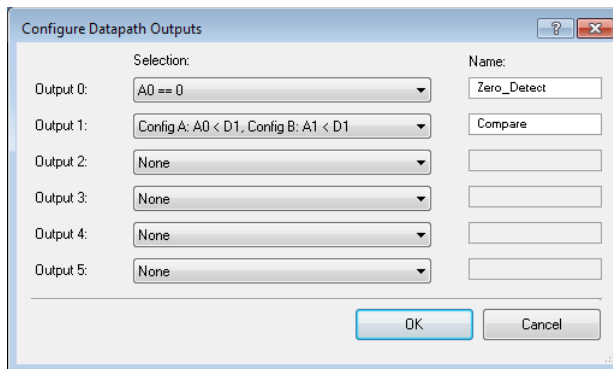 Configure Datapath Outputs
Selection: Name:
Output 0: A0 == 0 Zero_Detect
Output 1: Config A: A0 < D1, Config B: A1 < D1 Compare
Output 2: None
Output 3: None
Output 4: None
Output 5: None
OK Cancel